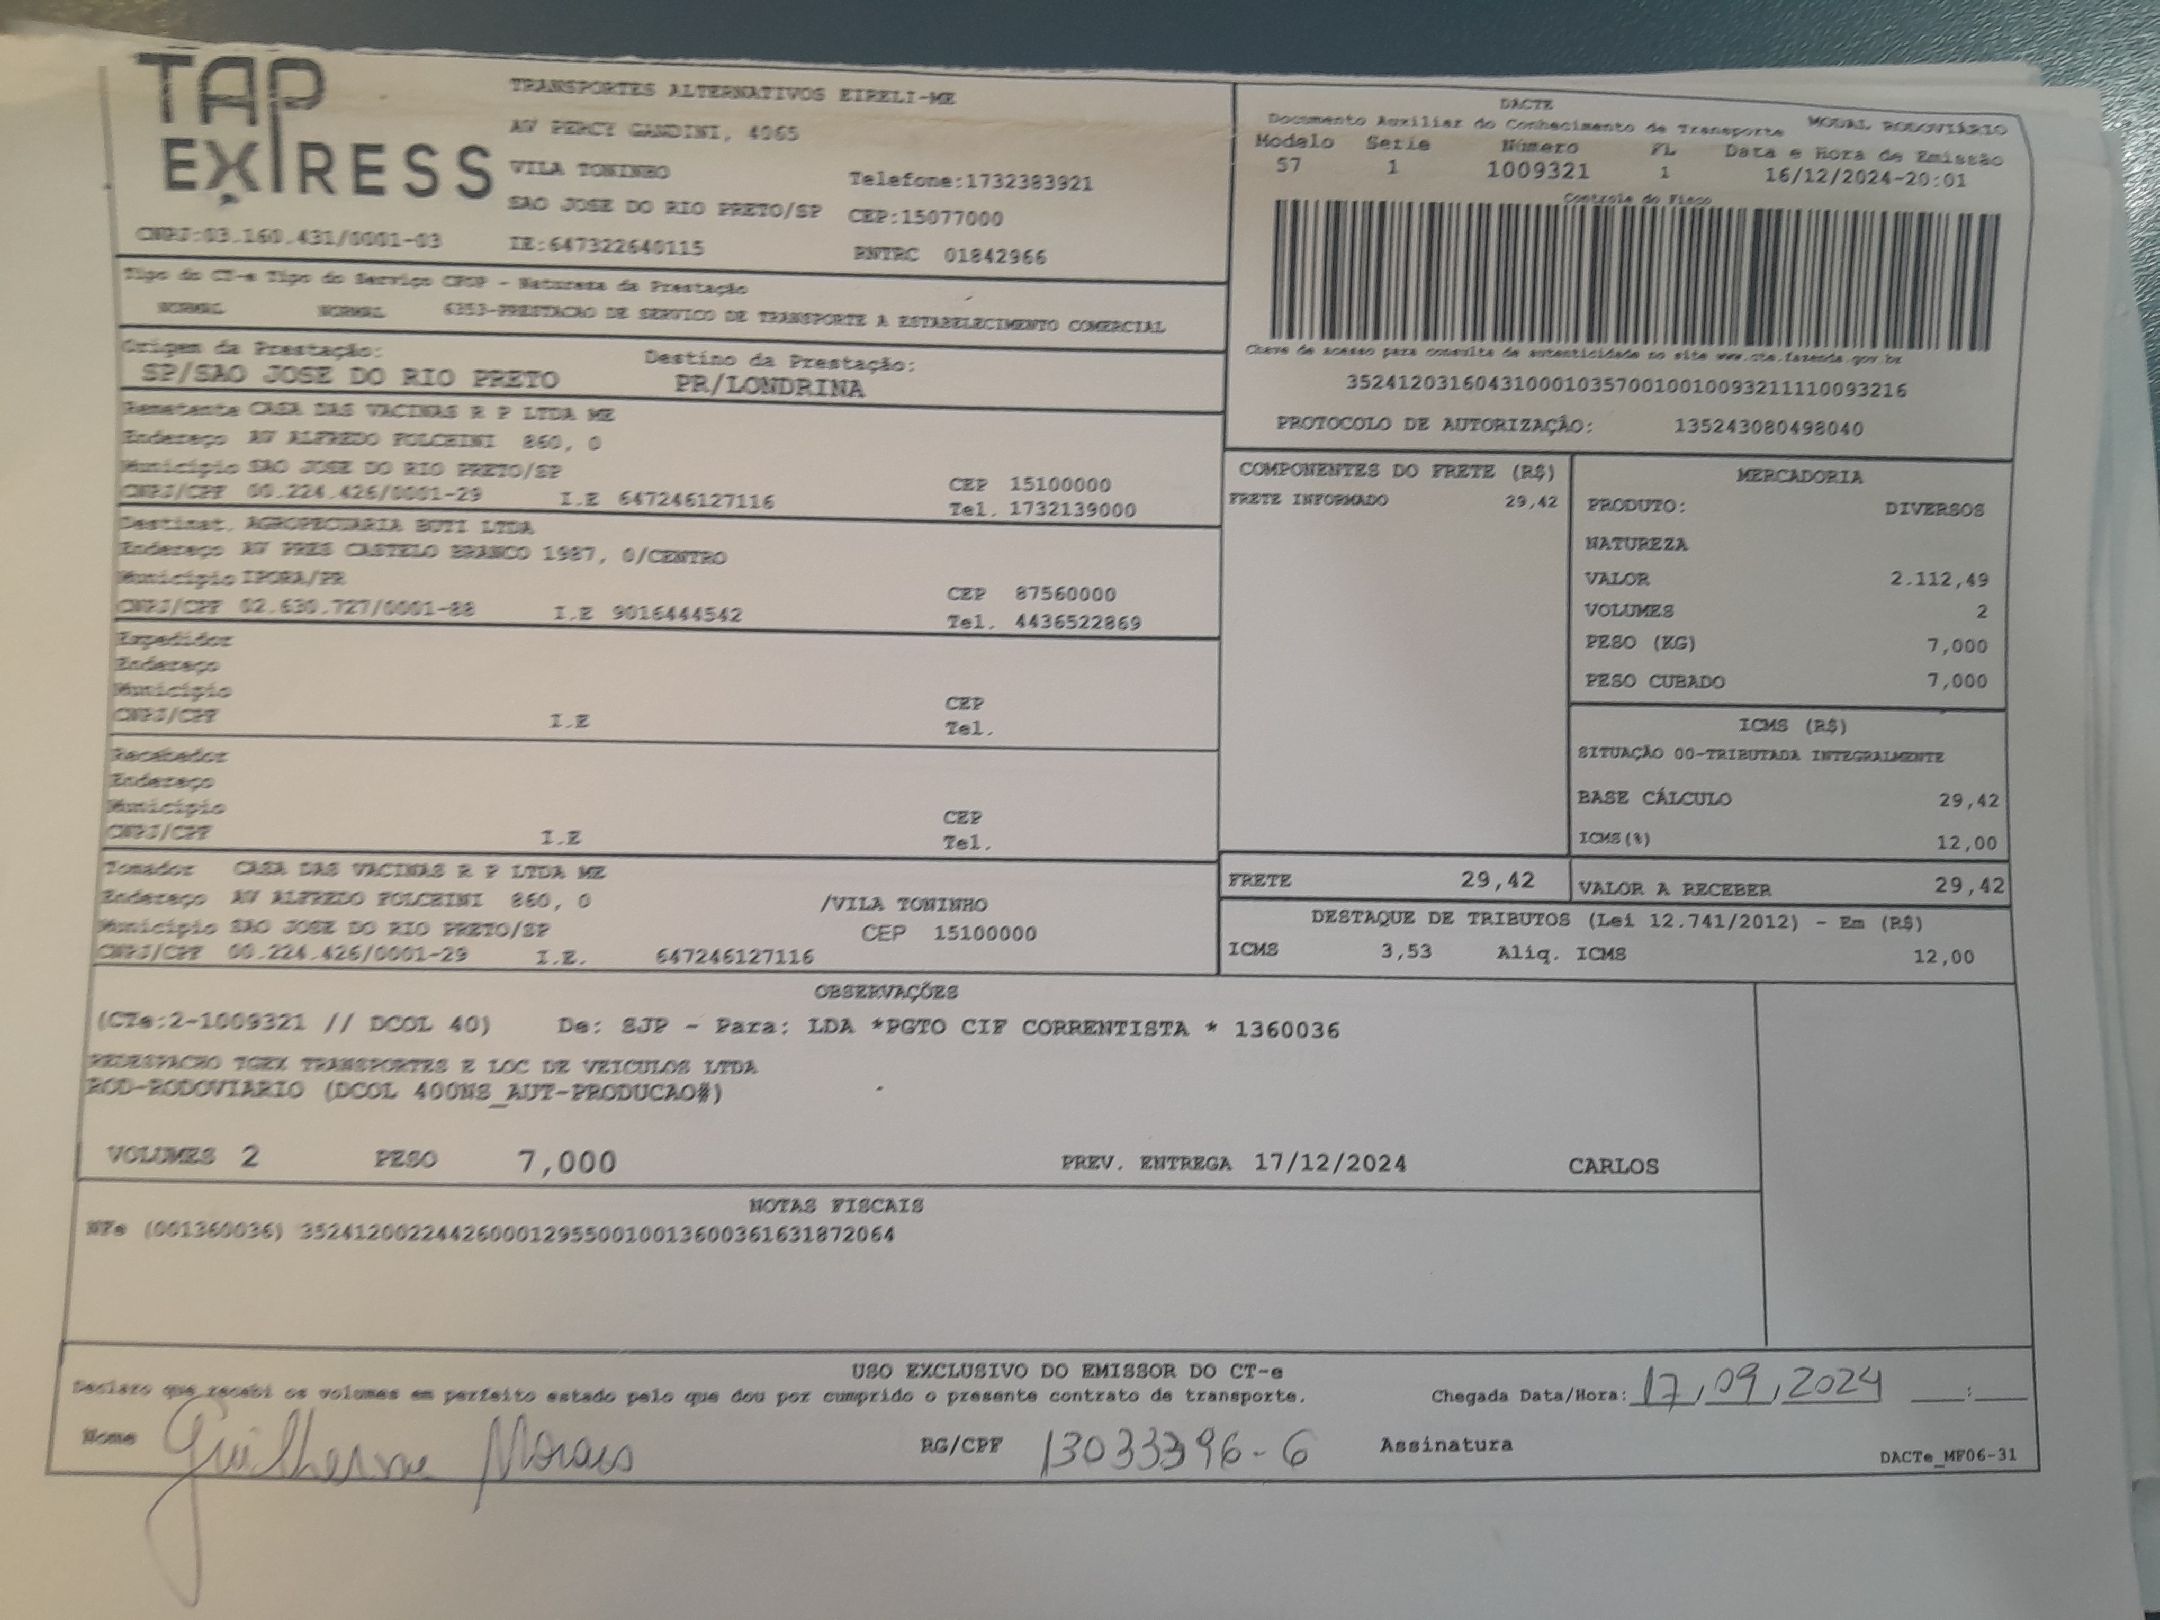 TAP
EXPRESS
TRANSPORTES ALTERNATIVOS EIRELI-ME
AV PERCY GANDINI, 4065
VILA TONINHO
Telefone:1732383921
SAO JOSE DO RIO PRETO/SP CEP:15077000
CNPJ:03.160.431/0001-03 IE:647322640115 RNTRC 01842966
DACTE
Documento Auxiliar do Conhecimento de Transporte MODAL RODOVIÁRIO
Modelo Serie Número FL Data e Hora de Emissão
57 1 1009321 1 16/12/2024-20:01
Controle do Fisco
Chave de acesso para consulta de autenticidade no site www.cte.fazenda.gov.br
35241203160431000103570010010093211110093216
PROTOCOLO DE AUTORIZAÇÃO: 135243080498040
Tipo do CT-e Tipo do Serviço CFOP - Natureza da Prestação
NORMAL NORMAL 6353-PRESTACAO DE SERVICO DE TRANSPORTE A ESTABELECIMENTO COMERCIAL
Origem da Prestação: Destino da Prestação:
SP/SAO JOSE DO RIO PRETO PR/LONDRINA
Remetente CASA DAS VACINAS R P LTDA ME
Endereço AV ALFREDO FOLCHINI 860, 0
Município SAO JOSE DO RIO PRETO/SP CEP 15100000
CNPJ/CPF 00.224.426/0001-29 I.E 647246127116 Tel. 1732139000
Destinat. AGROPECUARIA BUTI LTDA
Endereço AV PRES CASTELO BRANCO 1987, 0/CENTRO
Município IPORA/PR CEP 87560000
CNPJ/CPF 02.630.727/0001-88 I.E 9016444542 Tel. 4436522869
Expedidor
Endereço
Município CEP
CNPJ/CPF I.E Tel.
Recebedor
Endereço
Município CEP
CNPJ/CPF I.E Tel.
Tomador CASA DAS VACINAS R P LTDA ME
Endereço AV ALFREDO FOLCHINI 860, 0 /VILA TONINHO
Município SAO JOSE DO RIO PRETO/SP CEP 15100000
CNPJ/CPF 00.224.426/0001-29 I.E. 647246127116
COMPONENTES DO FRETE (R$)
FRETE INFORMADO 29,42
MERCADORIA
PRODUTO: DIVERSOS
NATUREZA
VALOR 2.112,49
VOLUMES 2
PESO (KG) 7,000
PESO CUBADO 7,000
ICMS (R$)
SITUAÇÃO 00-TRIBUTADA INTEGRALMENTE
BASE CÁLCULO 29,42
ICMS(%) 12,00
FRETE 29,42 VALOR A RECEBER 29,42
DESTAQUE DE TRIBUTOS (Lei 12.741/2012) - Em (R$)
ICMS 3,53 Aliq. ICMS 12,00
OBSERVAÇÕES
(CTe:2-1009321 // DCOL 40) De: SJP - Para: LDA *PGTO CIF CORRENTISTA * 1360036
REDESPACHO TGEX TRANSPORTES E LOC DE VEICULOS LTDA
ROD-RODOVIARIO (DCOL 400NS_AUT-PRODUCAO#)
VOLUMES 2 PESO 7,000 PREV. ENTREGA 17/12/2024 CARLOS
NOTAS FISCAIS
NFe (001360036) 35241200224426000129550010013600361631872064
USO EXCLUSIVO DO EMISSOR DO CT-e
Declaro que recebi os volumes em perfeito estado pelo que dou por cumprido o presente contrato de transporte. Chegada Data/Hora: 17/09/2024 __:__
Nome Guilherme Morais RG/CPF 13033396-6 Assinatura
DACTe_MF06-31